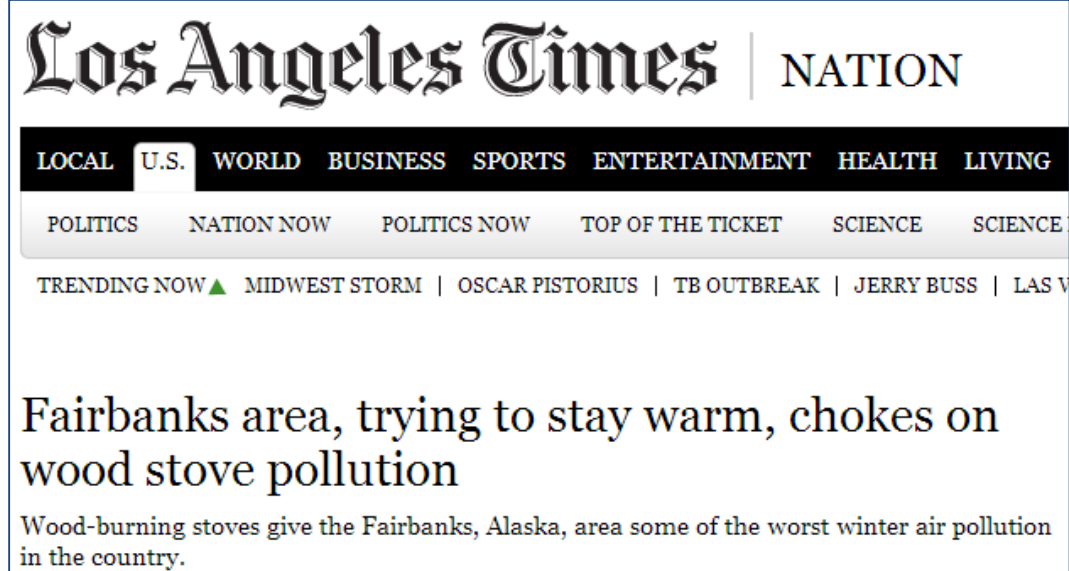 Los Angeles Times | NATION
LOCAL U.S. WORLD BUSINESS SPORTS ENTERTAINMENT HEALTH LIVING
POLITICS NATION NOW POLITICS NOW TOP OF THE TICKET SCIENCE SCIENCE
TRENDING NOW MIDWEST STORM | OSCAR PISTORIUS | TB OUTBREAK | JERRY BUSS | LAS
Fairbanks area, trying to stay warm, chokes on
wood stove pollution
Wood-burning stoves give the Fairbanks, Alaska, area some of the worst winter air pollution
in the country.